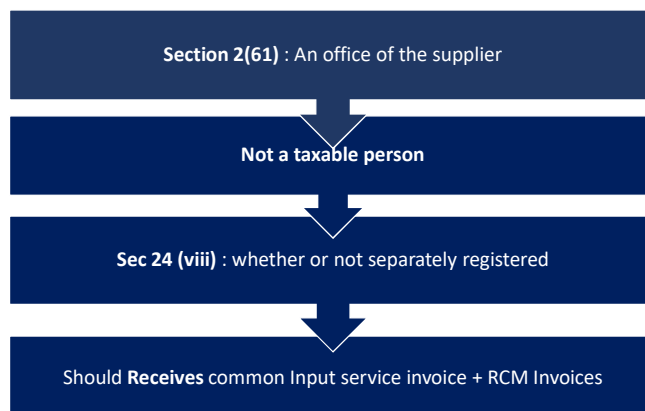 Section 2(61) : An office of the supplier
Not a taxable person
Sec 24 (viii) : whether or not separately registered
Should Receives common Input service invoice + RCM Invoices